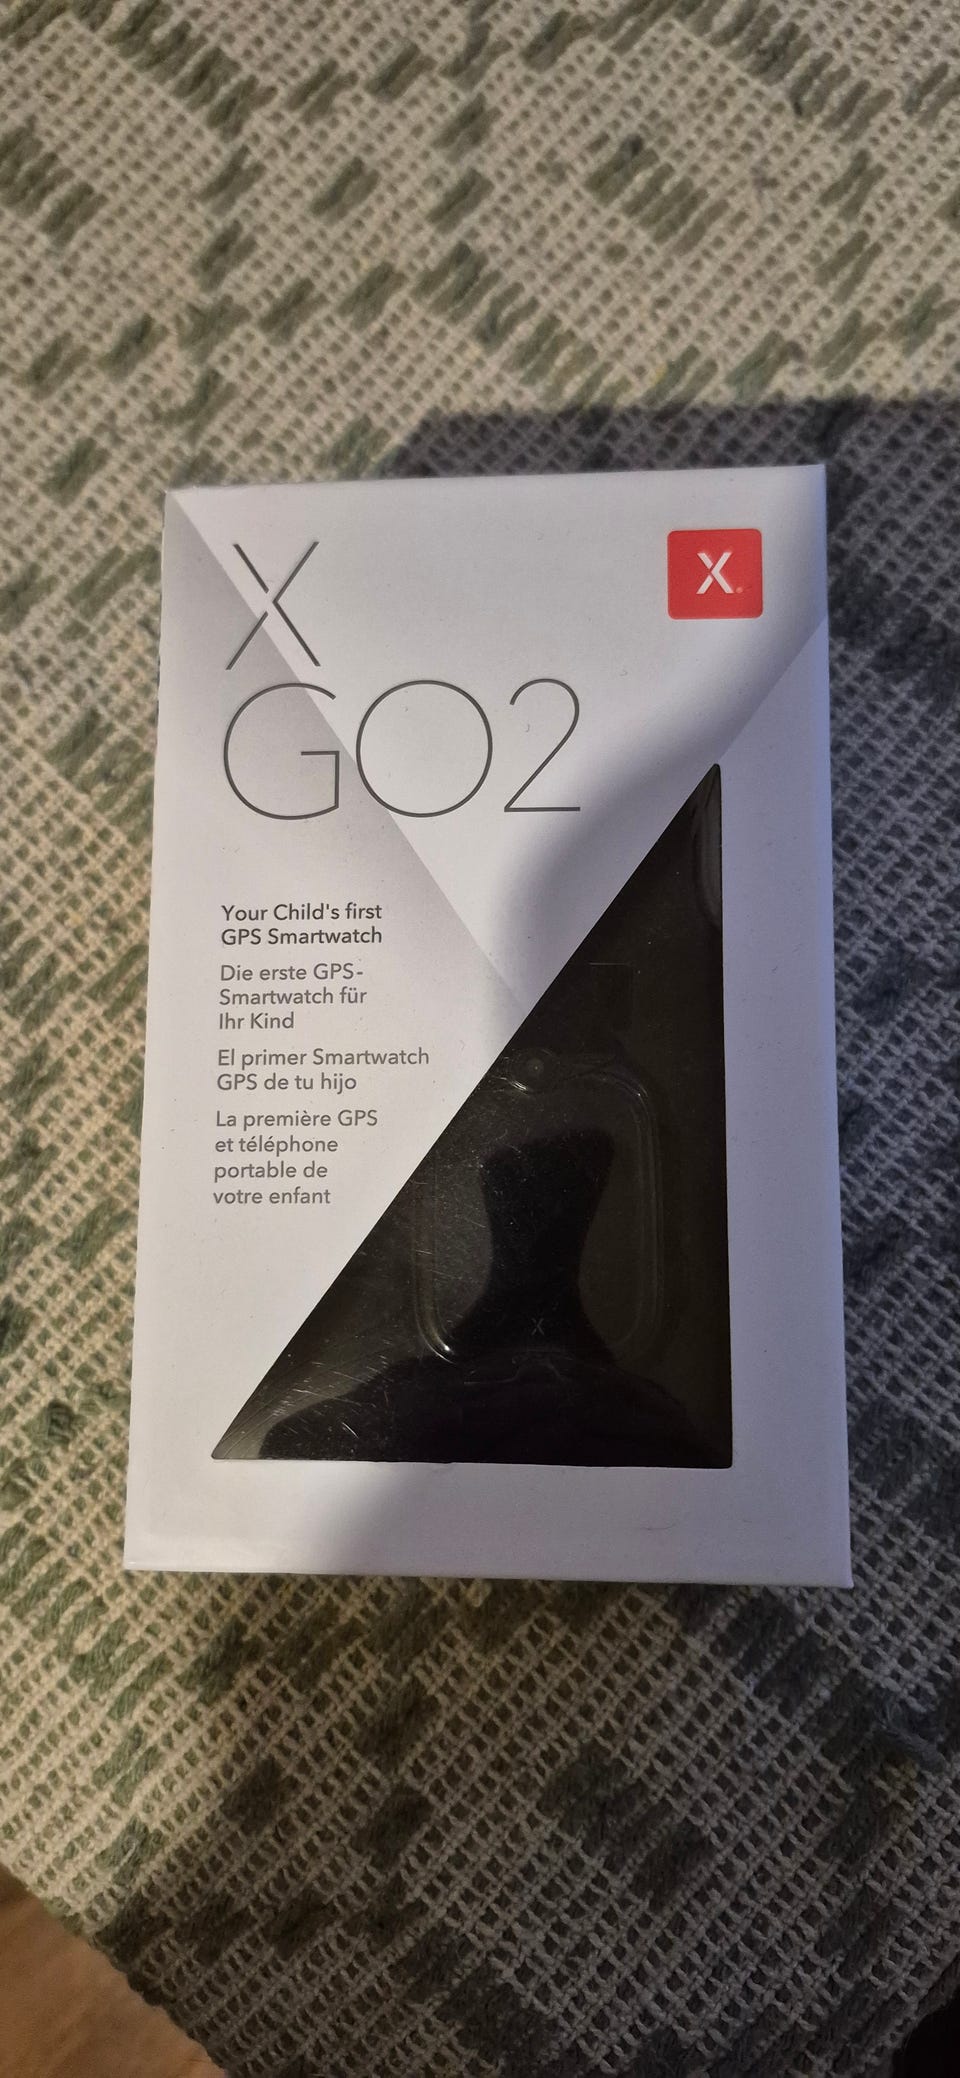 X
GO2
X
Your Child's first
GPS Smartwatch
Die erste GPS-
Smartwatch für
Ihr Kind
El primer Smartwatch
GPS de tu hijo
La première GPS
et téléphone
portable de
votre enfant
X